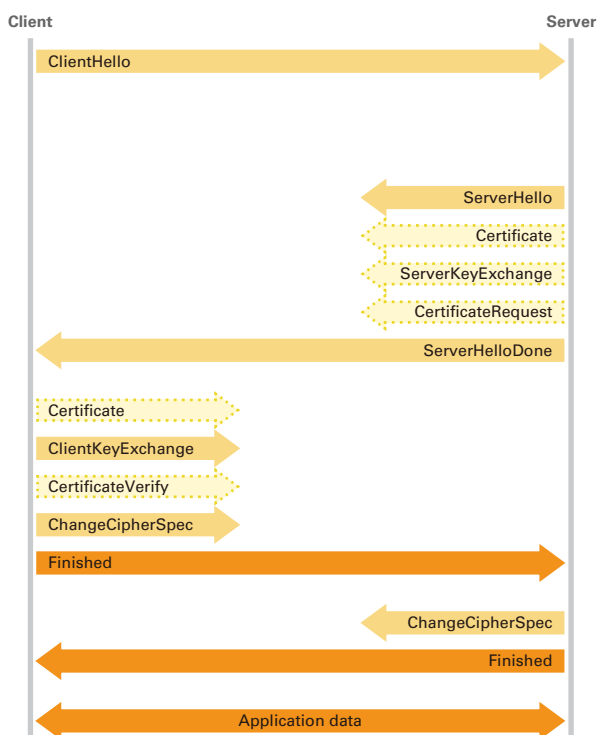 Client
Server
ClientHello
ServerHello
Certificate
ServerKeyExchange
CertificateRequest
ServerHelloDone
Certificate
ClientKeyExchange
CertificateVerify
ChangeCipherSpec
Finished
ChangeCipherSpec
Finished
Application data